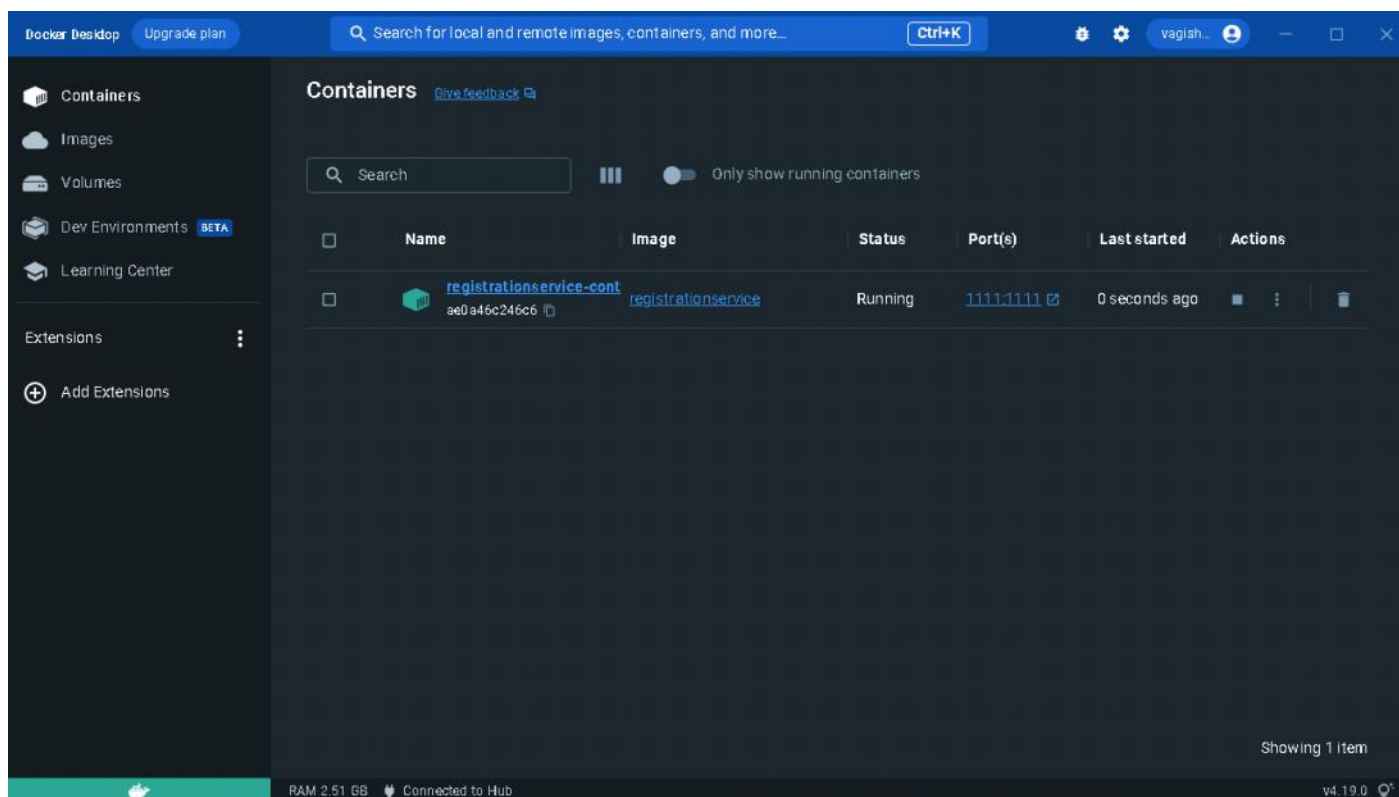 Docker Desktop Upgrade plan Search for local and remote images, containers, and more... Ctrl+K vagish...
Containers
Images
Volumes
Dev Environments BETA
Learning Center
Extensions
Add Extensions
Containers Give feedback
Search Only show running containers
Name Image Status Port(s) Last started Actions
registrationservice-cont registrationservice Running 1111:1111 0 seconds ago
ae0a46c246c6
Showing 1 item
RAM 2.51 GB Connected to Hub v4.19.0